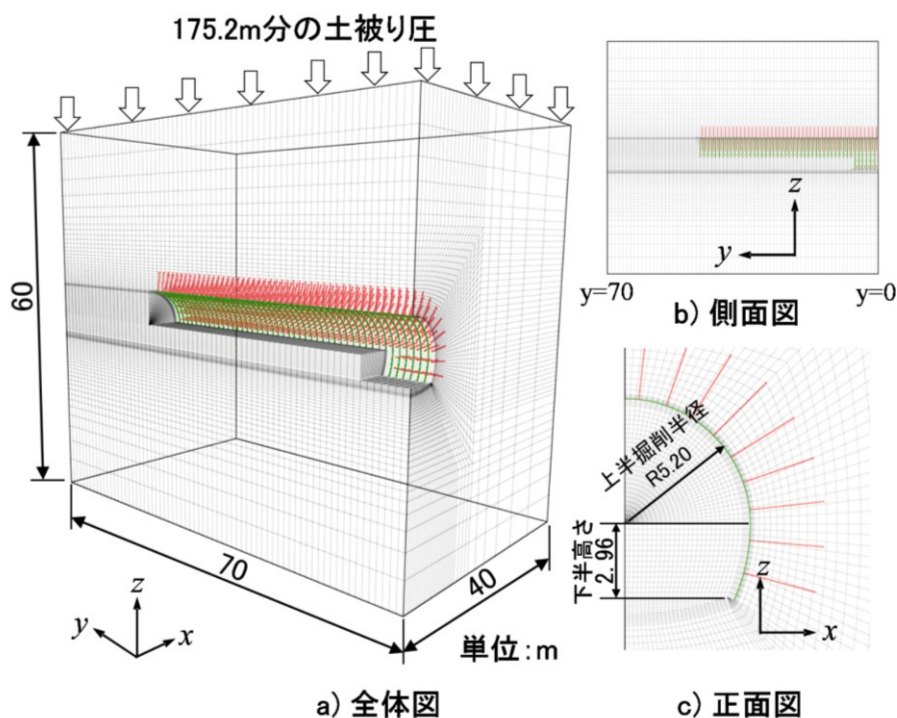 175.2m分の土被り圧
60
70
40
z
y
x
単位:m
a) 全体図
z
y
y=70
y=0
b) 側面図
上半掘削半径
R5.20
下半高さ
2.96
z
x
c) 正面図